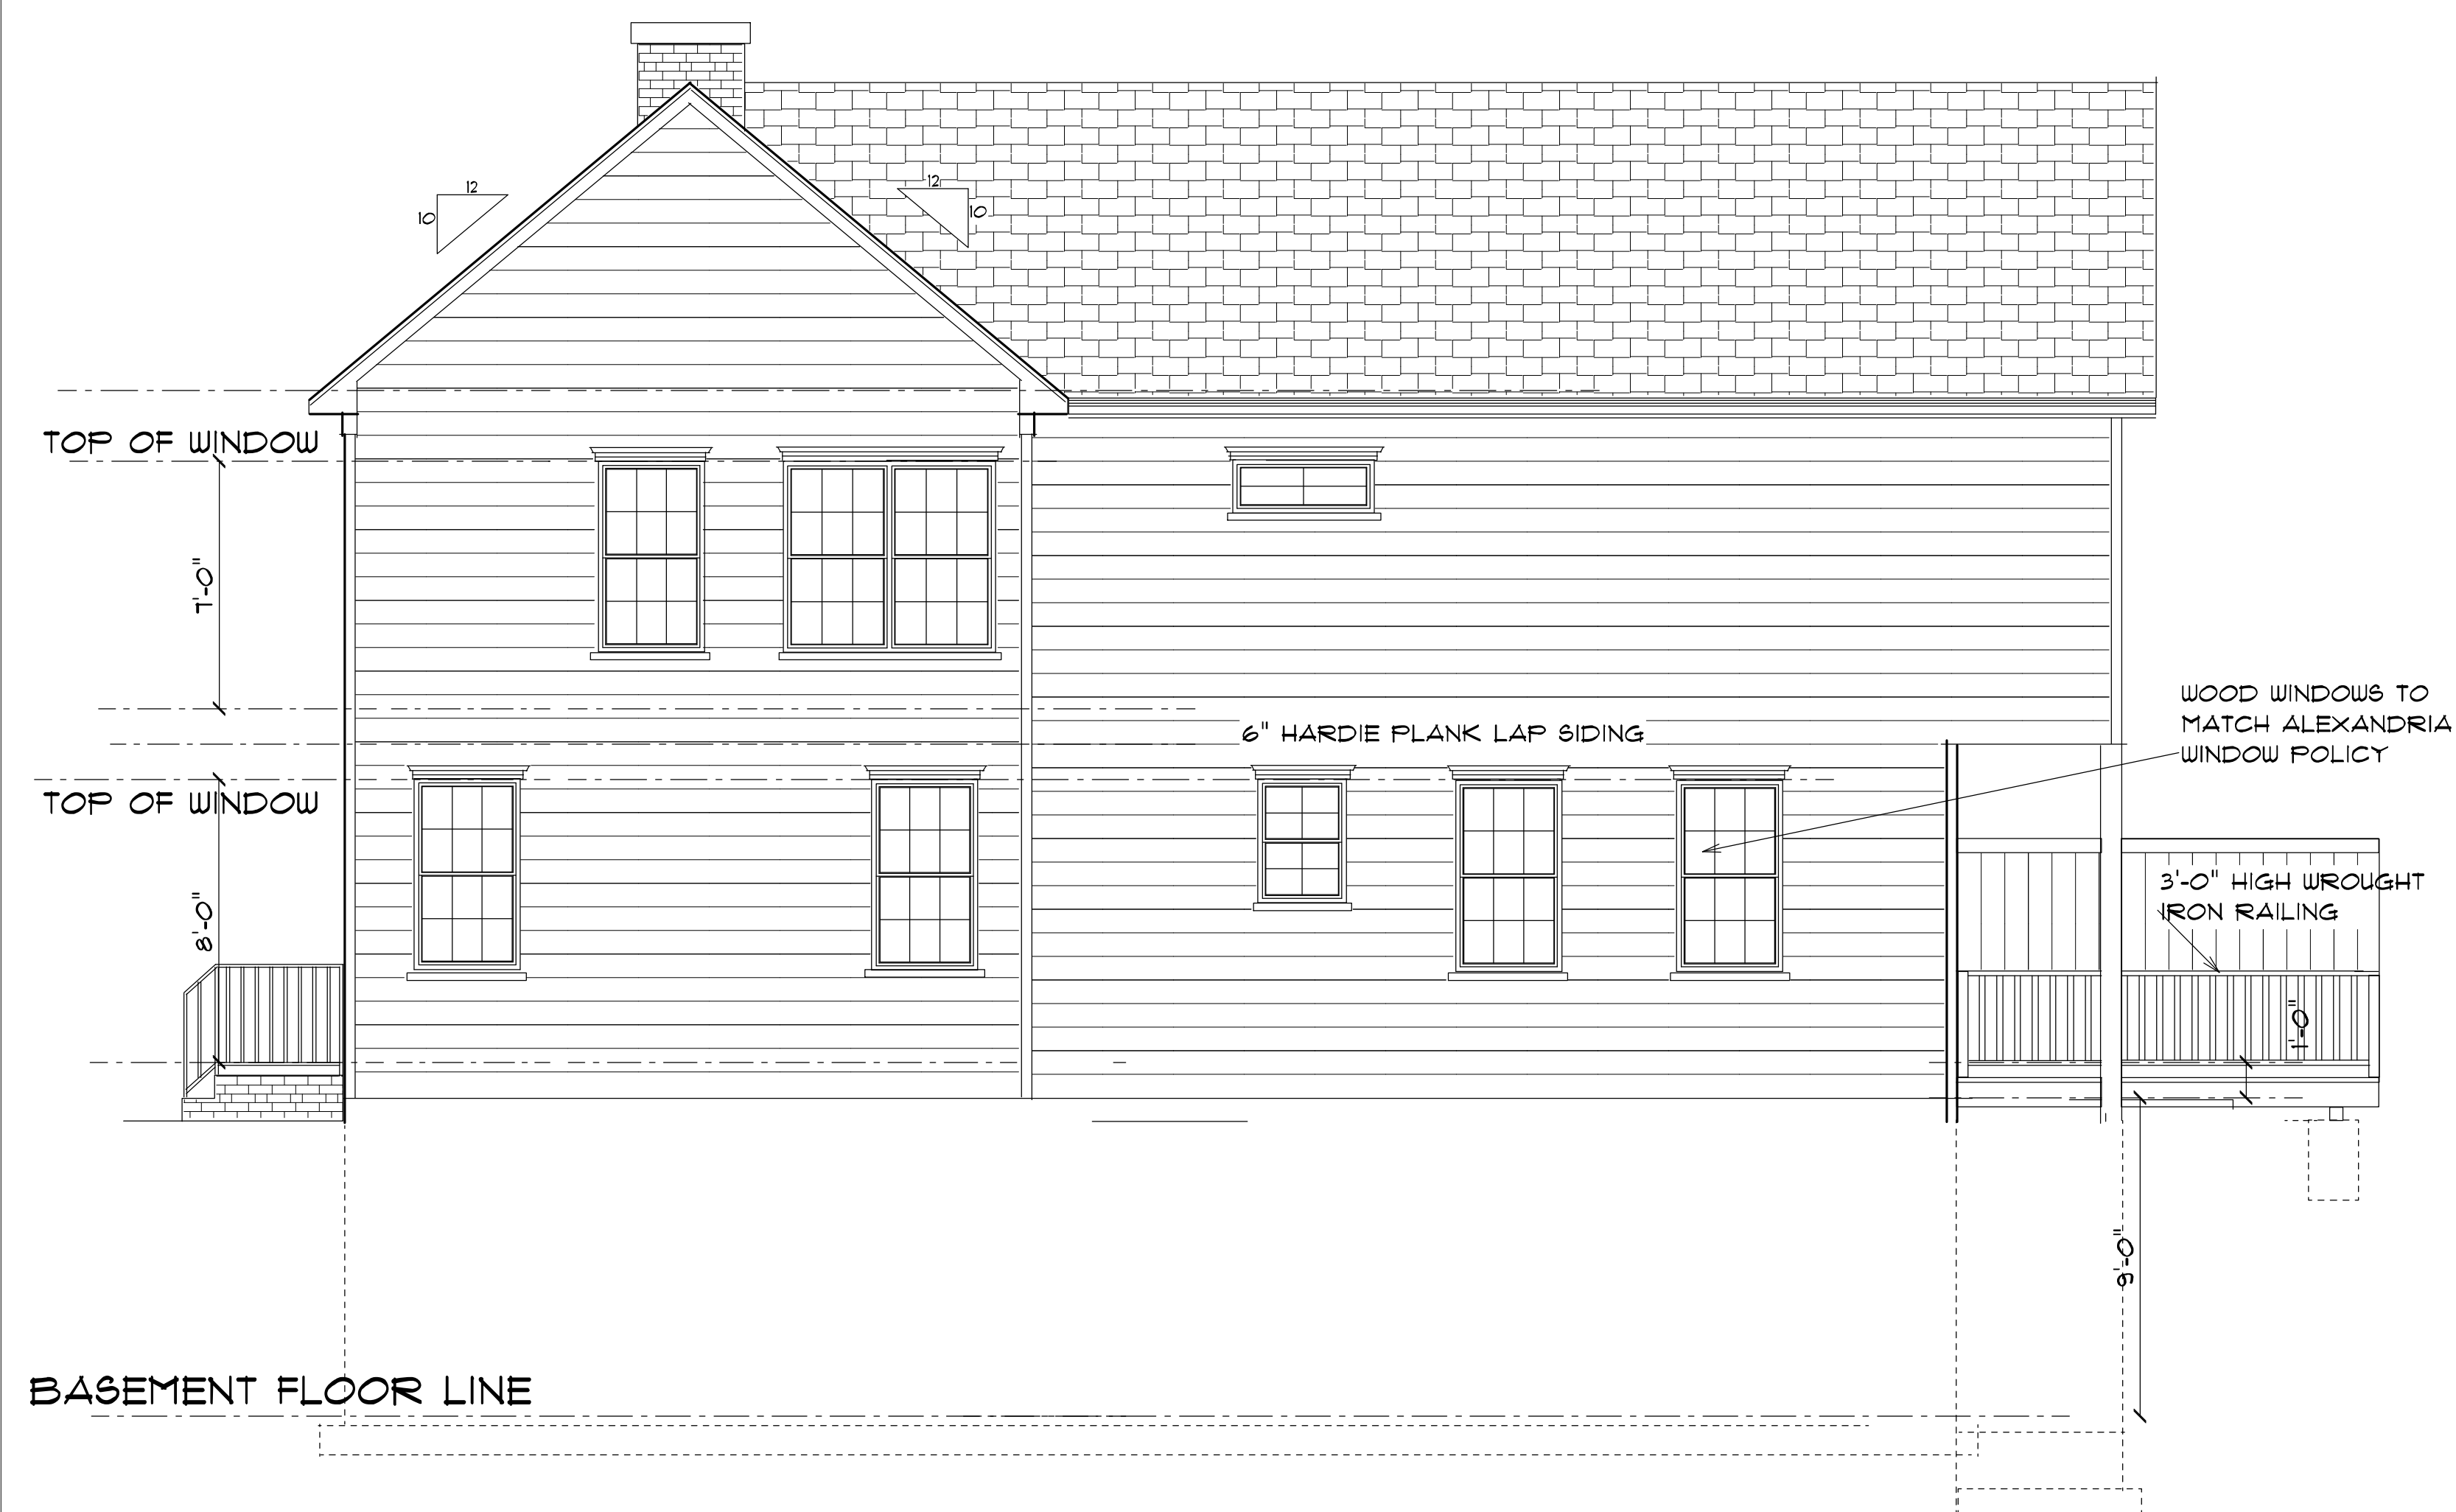 12
10
12
10
TOP OF WINDOW
7'-0"
WOOD WINDOWS TO
MATCH ALEXANDRIA
WINDOW POLICY
6" HARDIE PLANK LAP SIDING
TOP OF WINDOW
8'-0"
3'-0" HIGH WROUGHT
IRON RAILING
1'-0"
9'-0"
BASEMENT FLOOR LINE